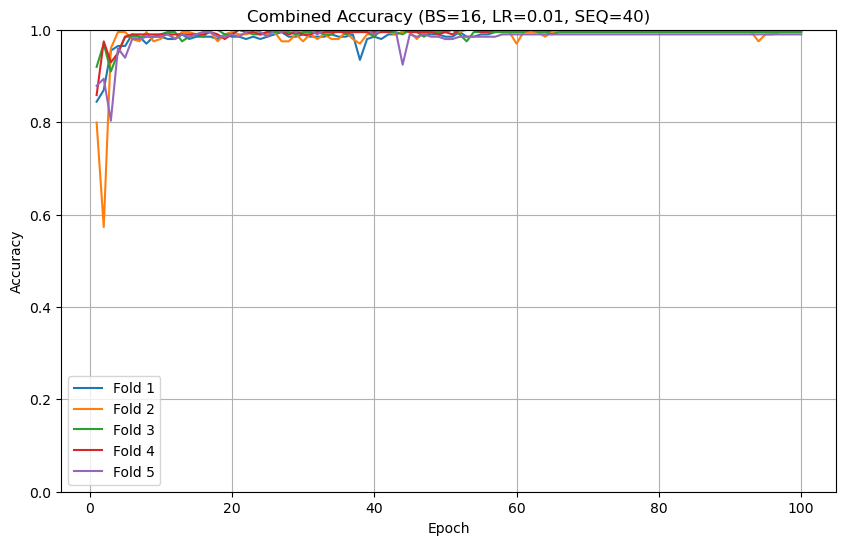 Combined Accuracy (BS=16, LR=0.01, SEQ=40)
1.0
0.8
0.6
0.4
0.2
0.0
Accuracy
Fold 1
Fold 2
Fold 3
Fold 4
Fold 5
0 20 40 60 80 100
Epoch